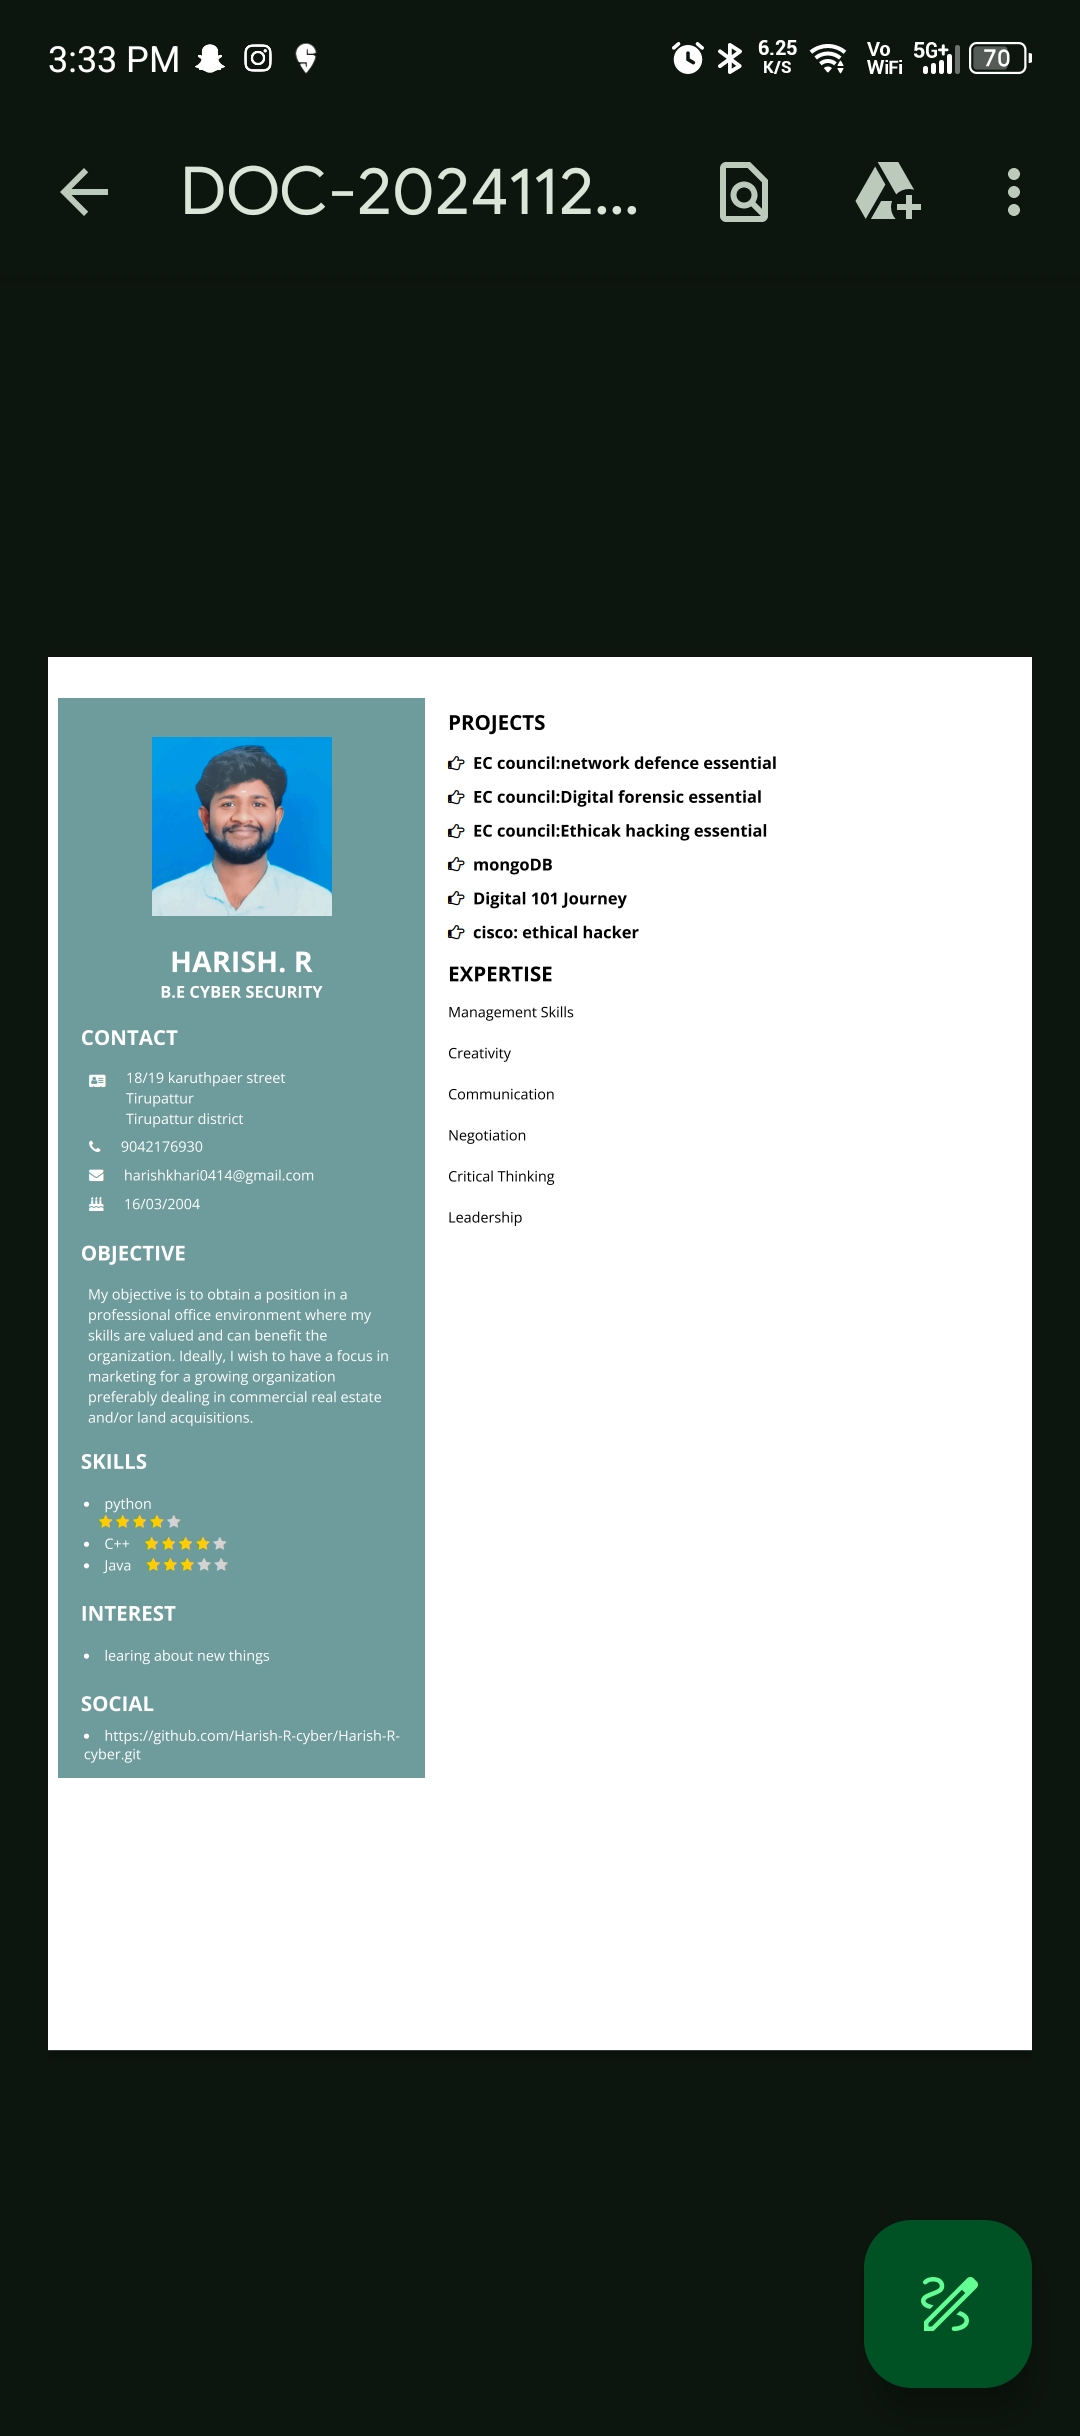 3:33 PM
6.25 K/S
Vo WiFi
5G+
70
DOC-2024112...
HARISH. R
B.E CYBER SECURITY
CONTACT
18/19 karuthpaer street
Tirupattur
Tirupattur district
9042176930
harishkhari0414@gmail.com
16/03/2004
OBJECTIVE
My objective is to obtain a position in a
professional office environment where my
skills are valued and can benefit the
organization. Ideally, I wish to have a focus in
marketing for a growing organization
preferably dealing in commercial real estate
and/or land acquisitions.
SKILLS
python
C++
Java
INTEREST
learing about new things
SOCIAL
https://github.com/Harish-R-cyber/Harish-R-
cyber.git
PROJECTS
EC council:network defence essential
EC council:Digital forensic essential
EC council:Ethicak hacking essential
mongoDB
Digital 101 Journey
cisco: ethical hacker
EXPERTISE
Management Skills
Creativity
Communication
Negotiation
Critical Thinking
Leadership